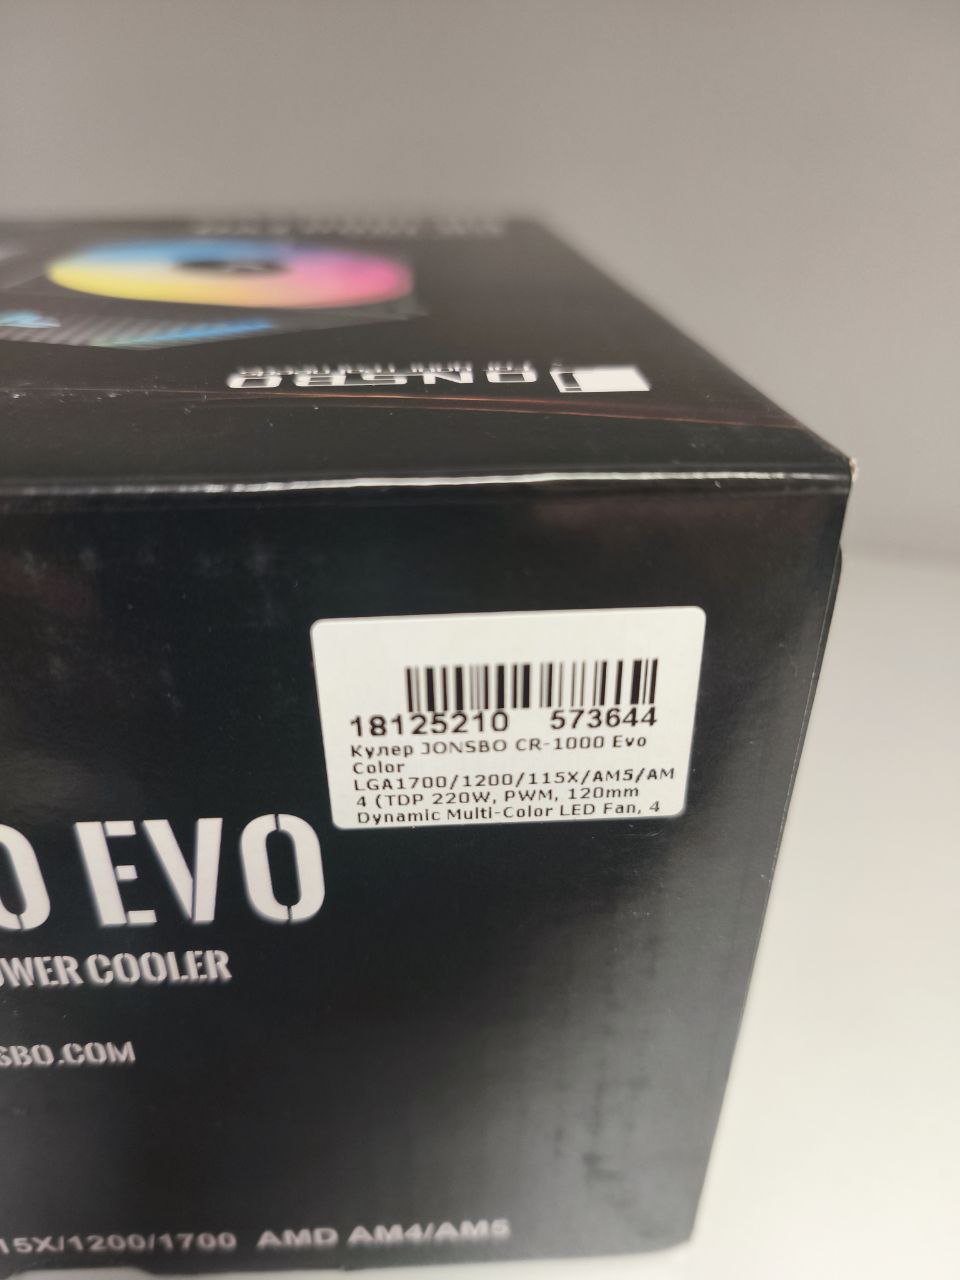 JONSBO
18125210 573644
Кулер JONSBO CR-1000 Evo
Color
LGA1700/1200/115X/AM5/AM
4 (TDP 220W, PWM, 120mm
Dynamic Multi-Color LED Fan, 4
0 EVO
OWER COOLER
SBO.COM
15X/1200/1700 AMD AM4/AM5